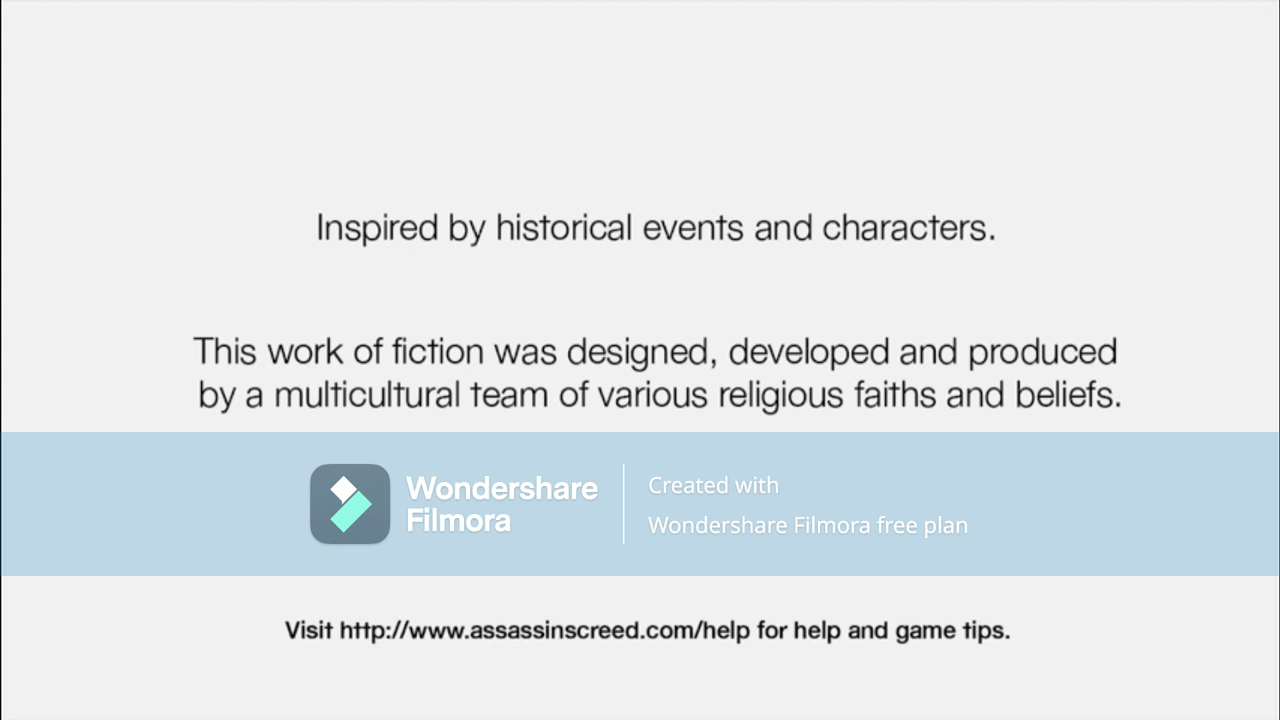 Inspired by historical events and characters.
This work of fiction was designed, developed and produced
by a multicultural team of various religious faiths and beliefs.
Wondershare
Filmora
Created with
Wondershare Filmora free plan
Visit http://www.assassinscreed.com/help for help and game tips.